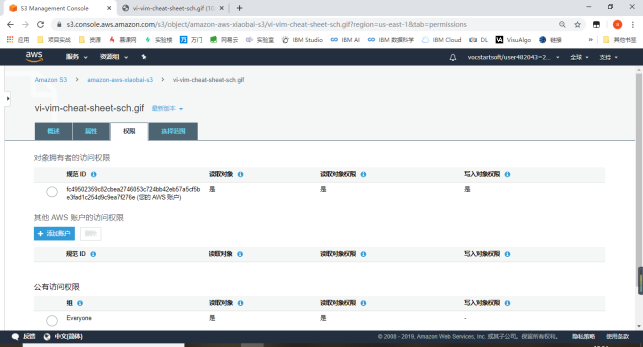 S3 Management Console
vi-vim-cheat-sheet-sch.gif (10
s3.console.aws.amazon.com/s3/object/amazon-aws-xiaobai-s3/vi-vim-cheat-sheet-sch.gif?region=us-east-1&tab=permissions
应用 项目实战 资源 慕课网 实验楼 万门 网易云 实验室 IBM Studio IBM AI IBM 数据科学 IBM Cloud DL VisuAlgo 链接 » 其他书签
aws 服务 资源组 vocstartsoft/user482043=2... 全球 支持
Amazon S3 > amazon-aws-xiaobai-s3 > vi-vim-cheat-sheet-sch.gif
vi-vim-cheat-sheet-sch.gif 最新版本
概述 属性 权限 选择范围
对象拥有者的访问权限
规范 ID 读取对象 读取对象权限 写入对象权限
(您的 AWS 账户) 是 是 是
其他 AWS 账户的访问权限
+ 添加账户 删除
规范 ID 读取对象 读取对象权限 写入对象权限
公有访问权限
组 读取对象 读取对象权限 写入对象权限
Everyone 是 是 -
反馈 中文(简体) © 2008 - 2019, Amazon Web Services, Inc. 或其子公司。保留所有权利。 隐私策略 使用条款